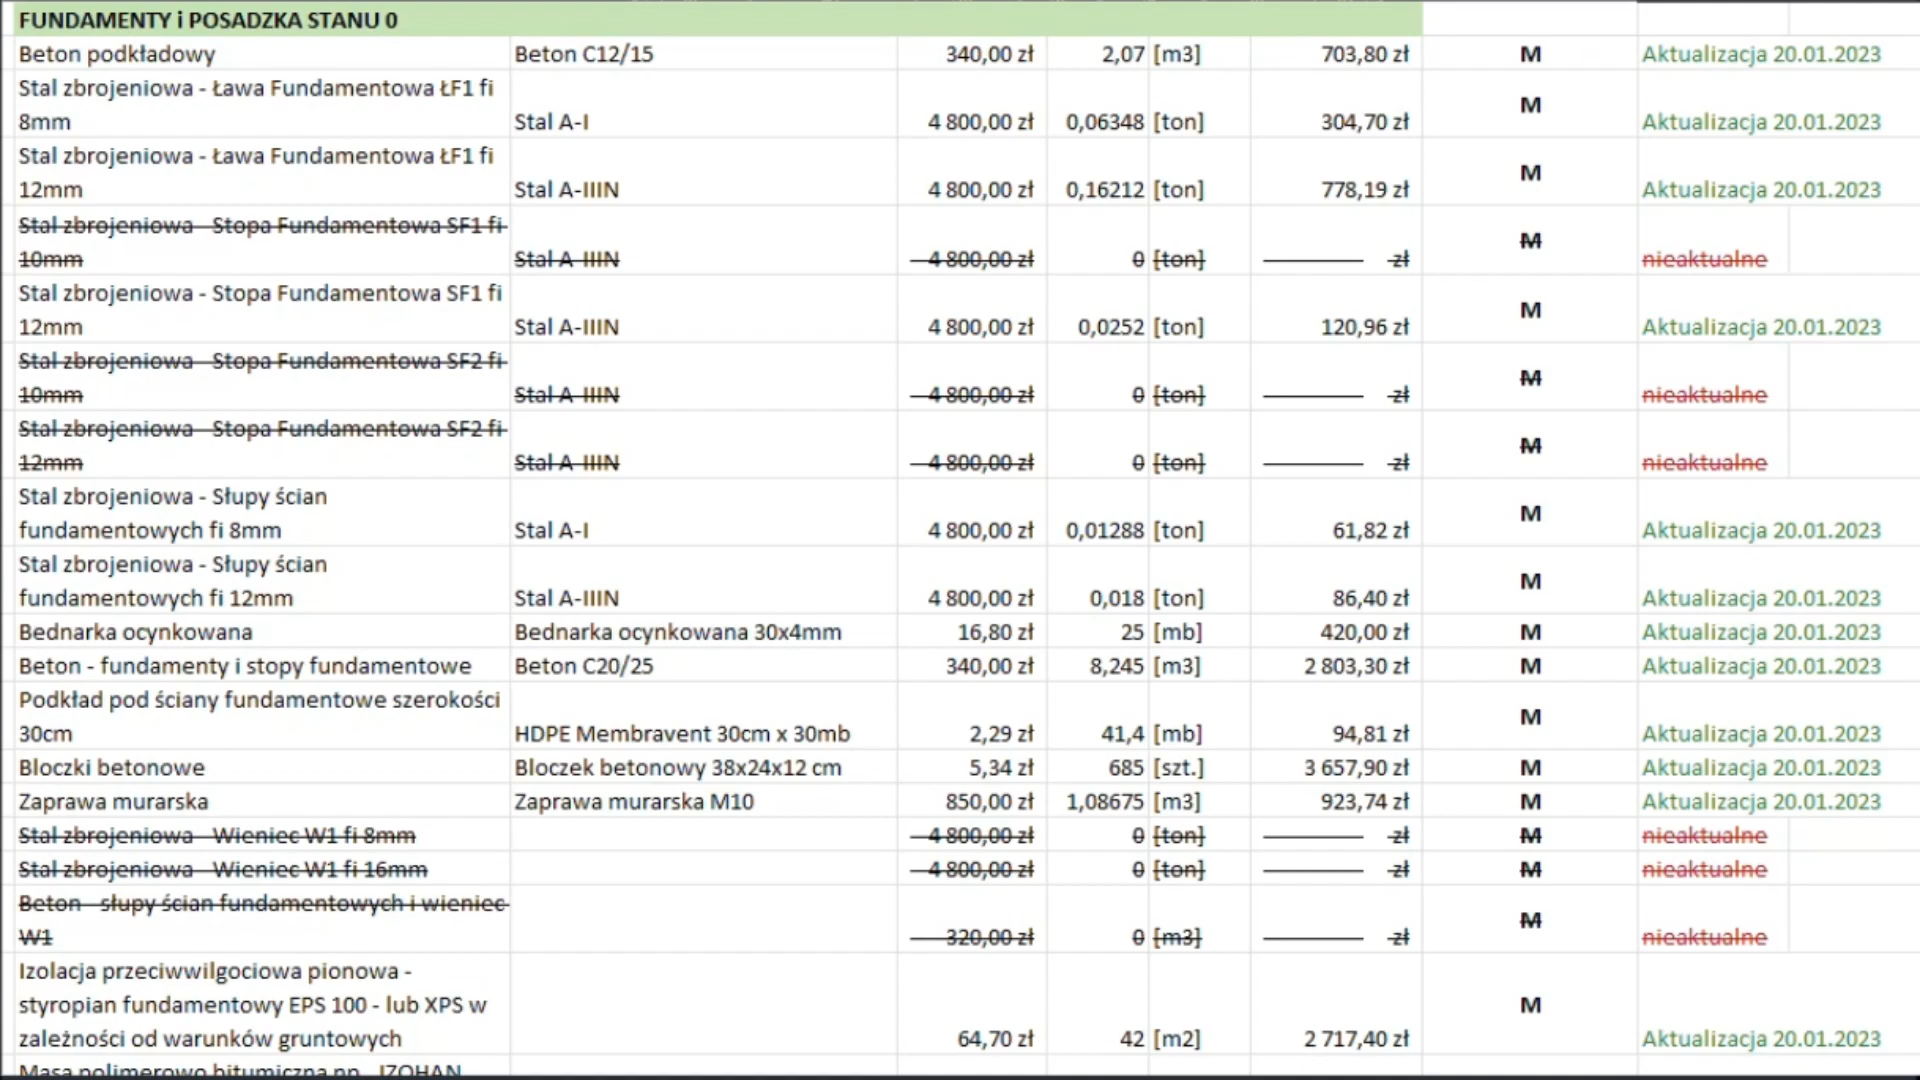 FUNDAMENTY i POSADZKA STANU 0
Beton podkładowy Beton C12/15 340,00 zł 2,07 [m3] 703,80 zł M Aktualizacja 20.01.2023
Stal zbrojeniowa - Ława Fundamentowa ŁF1 fi
8mm Stal A-I 4 800,00 zł 0,06348 [ton] 304,70 zł M Aktualizacja 20.01.2023
Stal zbrojeniowa - Ława Fundamentowa ŁF1 fi
12mm Stal A-IIIN 4 800,00 zł 0,16212 [ton] 778,19 zł M Aktualizacja 20.01.2023
Stal zbrojeniowa - Stopa Fundamentowa SF1 fi
10mm Stal A-IIIN 4 800,00 zł 0 [ton] zł M nieaktualne
Stal zbrojeniowa - Stopa Fundamentowa SF1 fi
12mm Stal A-IIIN 4 800,00 zł 0,0252 [ton] 120,96 zł M Aktualizacja 20.01.2023
Stal zbrojeniowa - Stopa Fundamentowa SF2 fi
10mm Stal A-IIIN 4 800,00 zł 0 [ton] zł M nieaktualne
Stal zbrojeniowa - Stopa Fundamentowa SF2 fi
12mm Stal A-IIIN 4 800,00 zł 0 [ton] zł M nieaktualne
Stal zbrojeniowa - Słupy ścian
fundamentowych fi 8mm Stal A-I 4 800,00 zł 0,01288 [ton] 61,82 zł M Aktualizacja 20.01.2023
Stal zbrojeniowa - Słupy ścian
fundamentowych fi 12mm Stal A-IIIN 4 800,00 zł 0,018 [ton] 86,40 zł M Aktualizacja 20.01.2023
Bednarka ocynkowana Bednarka ocynkowana 30x4mm 16,80 zł 25 [mb] 420,00 zł M Aktualizacja 20.01.2023
Beton - fundamenty i stopy fundamentowe Beton C20/25 340,00 zł 8,245 [m3] 2 803,30 zł M Aktualizacja 20.01.2023
Podkład pod ściany fundamentowe szerokości
30cm HDPE Membravent 30cm x 30mb 2,29 zł 41,4 [mb] 94,81 zł M Aktualizacja 20.01.2023
Bloczki betonowe Bloczek betonowy 38x24x12 cm 5,34 zł 685 [szt.] 3 657,90 zł M Aktualizacja 20.01.2023
Zaprawa murarska Zaprawa murarska M10 850,00 zł 1,08675 [m3] 923,74 zł M Aktualizacja 20.01.2023
Stal zbrojeniowa - Wieniec W1 fi 8mm 4 800,00 zł 0 [ton] zł M nieaktualne
Stal zbrojeniowa - Wieniec W1 fi 16mm 4 800,00 zł 0 [ton] zł M nieaktualne
Beton - słupy ścian fundamentowych i wieniec
W1 320,00 zł 0 [m3] zł M nieaktualne
Izolacja przeciwwilgociowa pionowa -
styropian fundamentowy EPS 100 - lub XPS w
zależności od warunków gruntowych 64,70 zł 42 [m2] 2 717,40 zł M Aktualizacja 20.01.2023
Masa polimerowo bitumiczna np. IZOHAN